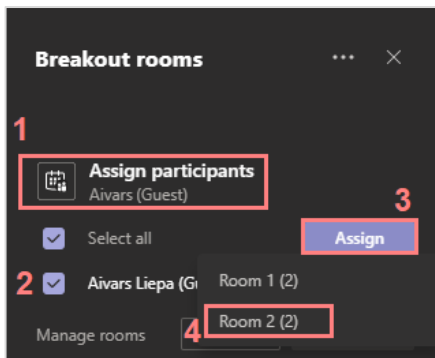 Breakout rooms
1
Assign participants
Aivars (Guest)
3
Select all
Assign
2
Aivars Liepa (Gu
Room 1 (2)
4
Room 2 (2)
Manage rooms